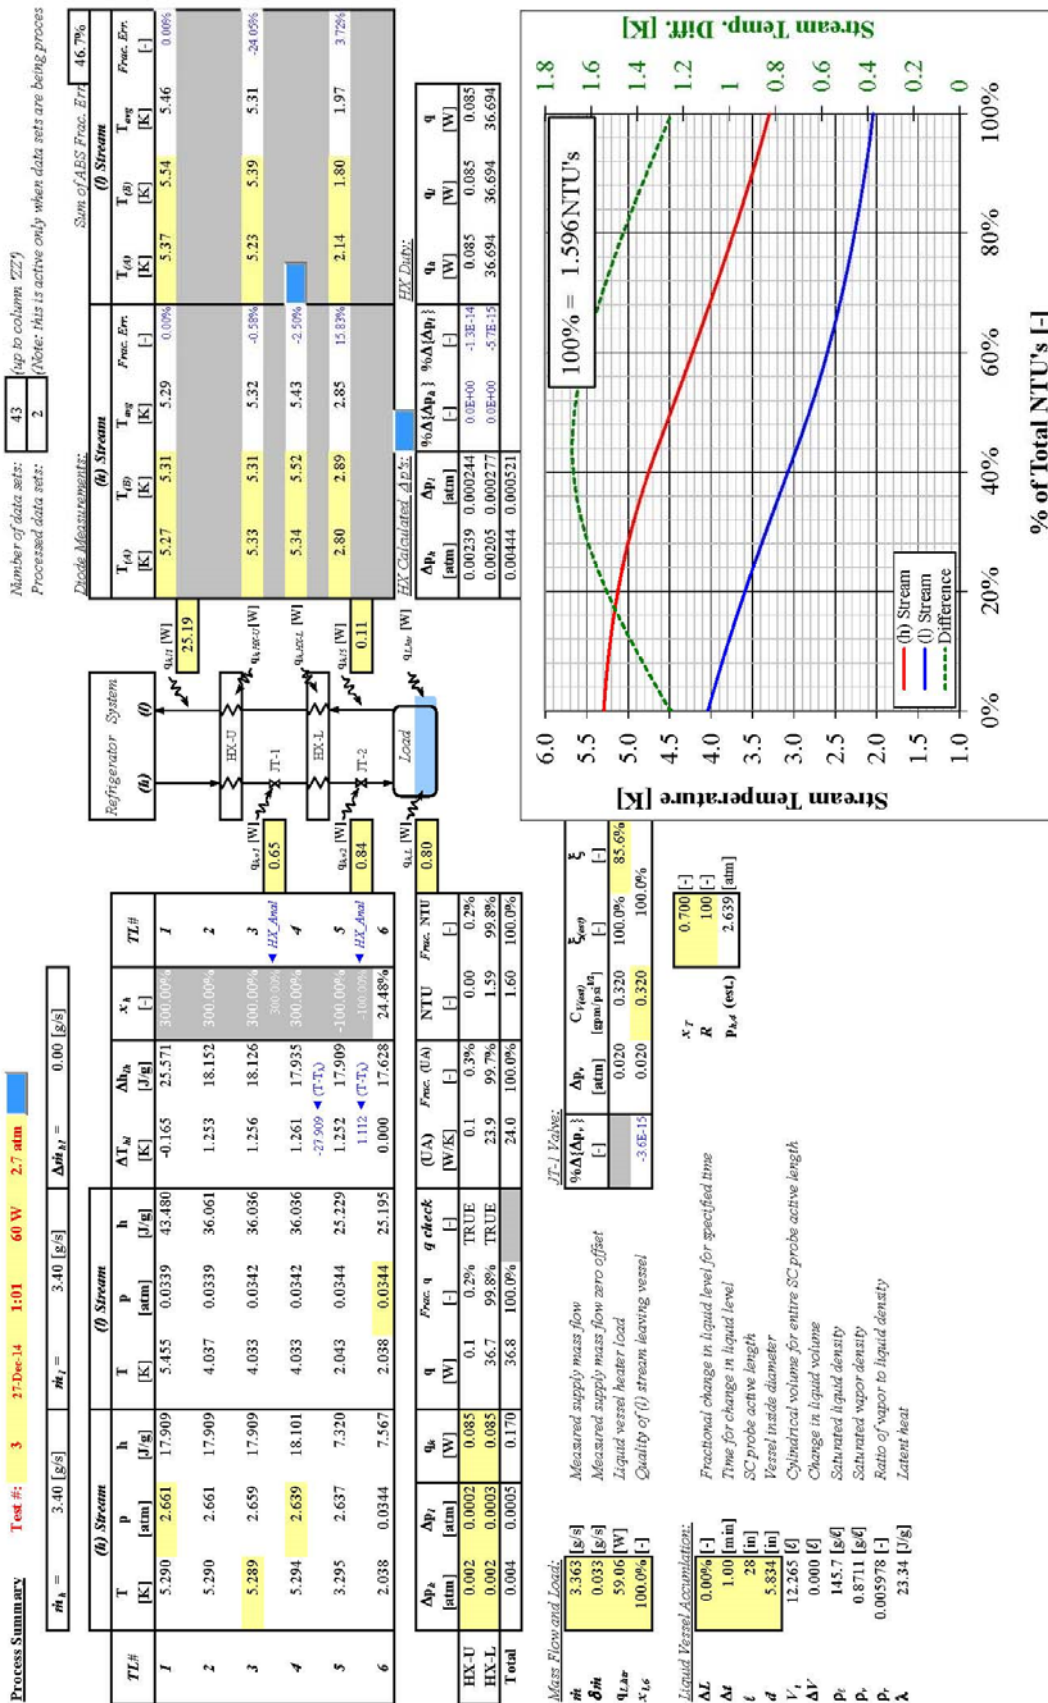 Process Summary Test #: 3 27-Dec-14 1:01 60 W 2.7 atm
ṁh = 3.40 [g/s] ṁl = 3.40 [g/s] Δṁhl = 0.00 [g/s]
(h) Stream (l) Stream
TL# T p h T p h ΔThl Δhlh xh TL#
[K] [atm] [J/g] [K] [atm] [J/g] [K] [J/g] [-]
1 5.290 2.661 17.909 5.455 0.0339 43.480 -0.165 25.571 300.00% 1
2 5.290 2.661 17.909 4.037 0.0339 36.061 1.253 18.152 300.00% 2
3 5.289 2.659 17.909 4.033 0.0342 36.036 1.256 18.126 300.00% 3
300.00% ◄ HX_Anal
4 5.294 2.639 18.101 4.033 0.0342 36.036 1.261 17.935 300.00% 4
-27.909 ◄ (T-Tλ)
5 3.295 2.637 7.320 2.043 0.0344 25.229 1.252 17.909 -100.00% 5
1.112 ◄ (T-Tλ) -100.00% ◄ HX_Anal
6 2.038 0.0344 7.567 2.038 0.0344 25.195 0.000 17.628 24.48% 6
Δph Δpl qk q Frac. q q check (UA) Frac. (UA) NTU Frac. NTU
[atm] [atm] [W] [W] [-] [-] [W/K] [-] [-] [-]
HX-U 0.002 0.0002 0.085 0.1 0.2% TRUE 0.1 0.3% 0.00 0.2%
HX-L 0.002 0.0003 0.085 36.7 99.8% TRUE 23.9 99.7% 1.59 99.8%
Total 0.004 0.0005 0.170 36.8 100.0% 24.0 100.0% 1.60 100.0%
Mass Flow and Load:
ṁ 3.363 [g/s] Measured supply mass flow
δṁ 0.033 [g/s] Measured supply mass flow zero offset
qL,htr 59.06 [W] Liquid vessel heater load
xL6 100.0% [-] Quality of (l) stream leaving vessel
Liquid Vessel Accumlation:
ΔL 0.00% [-] Fractional change in liquid level for specified time
Δt 1.00 [min] Time for change in liquid level
ℓ 28 [in] SC probe active length
d 5.834 [in] Vessel inside diameter
V1 12.265 [ℓ] Cylindrical volume for entire SC probe active length
ΔV 0.000 [ℓ] Change in liquid volume
ρℓ 145.7 [g/ℓ] Saturated liquid density
ρv 0.8711 [g/ℓ] Saturated vapor density
ρr 0.005978 [-] Ratio of vapor to liquid density
λ 23.34 [J/g] Latent heat
JT-1 Valve:
%Δ{Δpv} Δpv CV(est) ξx(est) ξ
[-] [atm] [gpm/psi1/2] [-] [-]
0.020 0.320 100.0% 85.6%
-3.6E-15 0.020 0.320 100.0%
xT 0.700 [-]
R 100 [-]
ph,4 (est.) 2.639 [atm]
Refrigerator System
(h) (l)
HX-U
JT-1
HX-L
JT-2
Load
qk,l1 [W]
25.19
qk,HX-U [W]
qk,HX-L [W]
qk,l5 [W]
0.11
qL,htr [W]
0.65
0.84
qk,L [W]
0.80
Number of data sets: 43 (up to column 'ZZ')
Processed data sets: 2 (Note: this is active only when data sets are being proces
Diode Measurements: Sum of ABS Frac. Err 46.7%
(h) Stream (l) Stream
T(A) T(B) Tavg Frac. Err. T(A) T(B) Tavg Frac. Err.
[K] [K] [K] [-] [K] [K] [K] [-]
5.27 5.31 5.29 0.00% 5.37 5.54 5.46 0.00%
5.33 5.31 5.32 -0.58% 5.23 5.39 5.31 -24.05%
5.34 5.52 5.43 -2.50%
2.80 2.89 2.85 15.83% 2.14 1.80 1.97 3.72%
HX Calculated Δp's: HX Duty:
Δph Δpl %Δ{Δph} %Δ{Δpl} qh ql q
[atm] [atm] [-] [-] [W] [W] [W]
0.00239 0.000244 0.0E+00 -1.3E-14 0.085 0.085 0.085
0.00205 0.000277 0.0E+00 -5.7E-15 36.694 36.694 36.694
0.00444 0.000521
Stream Temperature [K]
6.0
5.5
5.0
4.5
4.0
3.5
3.0
2.5
2.0
1.5
1.0
100% = 1.596NTU's
(h) Stream
(l) Stream
Difference
0% 20% 40% 60% 80% 100%
% of Total NTU's [-]
Stream Temp. Diff. [K]
1.8
1.6
1.4
1.2
1
0.8
0.6
0.4
0.2
0